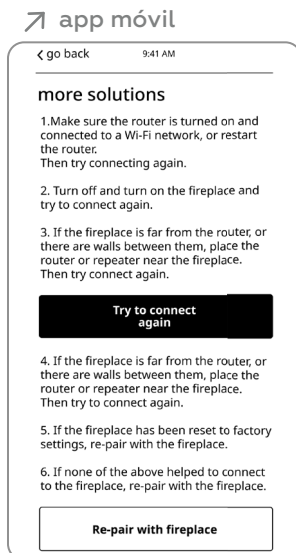 app móvil
go back 9:41 AM
more solutions
1.Make sure the router is turned on and
connected to a Wi-Fi network, or restart
the router.
Then try connecting again.
2. Turn off and turn on the fireplace and
try to connect again.
3. If the fireplace is far from the router, or
there are walls between them, place the
router or repeater near the fireplace.
Then try connect again.
Try to connect
again
4. If the fireplace is far from the router, or
there are walls between them, place the
router or repeater near the fireplace.
Then try to connect again.
5. If the fireplace has been reset to factory
settings, re-pair with the fireplace.
6. If none of the above helped to connect
to the fireplace, re-pair with the fireplace.
Re-pair with fireplace